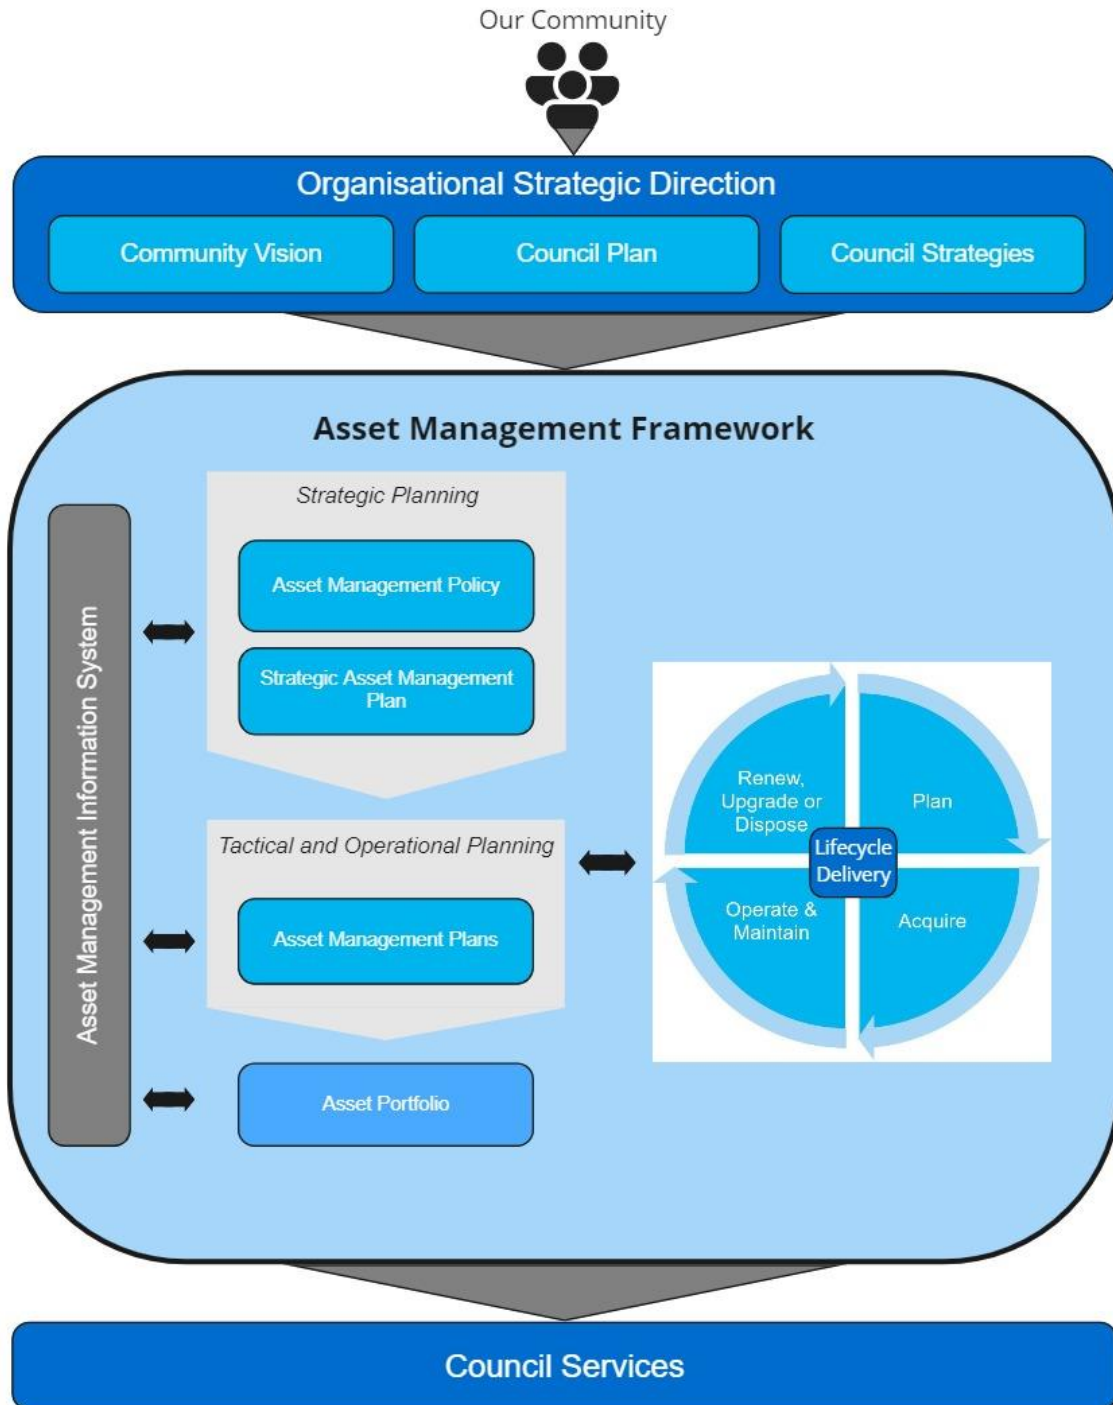 Our Community
Organisational Strategic Direction
Community Vision
Council Plan
Council Strategies
Asset Management Framework
Asset Management Information System
Strategic Planning
Asset Management Policy
Strategic Asset Management
Plan
Tactical and Operational Planning
Asset Management Plans
Asset Portfolio
Renew,
Upgrade or
Dispose
Plan
Lifecycle
Delivery
Operate &
Maintain
Acquire
Council Services